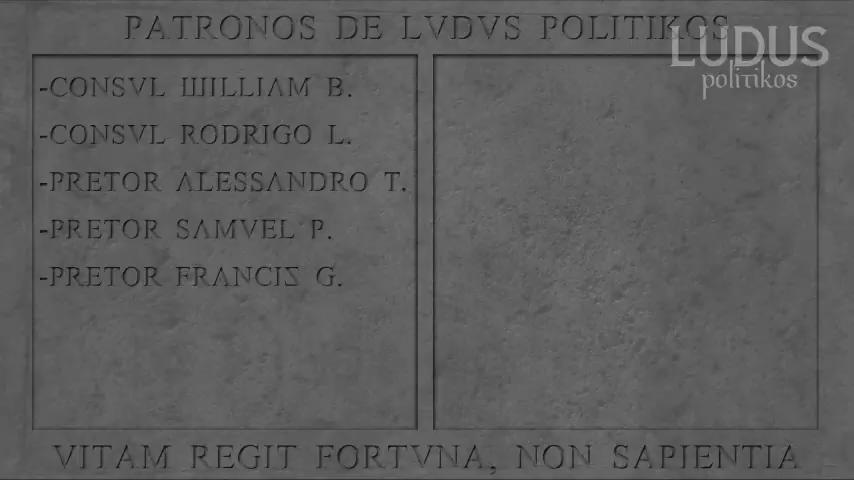 PATRONOS DE LVDVS POLITIKOS
LUDUS
politikos
-CONSVL WILLIAM B.
-CONSVL RODRIGO L.
-PRETOR ALESSANDRO T.
-PRETOR SAMVEL P.
-PRETOR FRANCIS G.
VITAM REGIT FORTVNA, NON SAPIENTIA